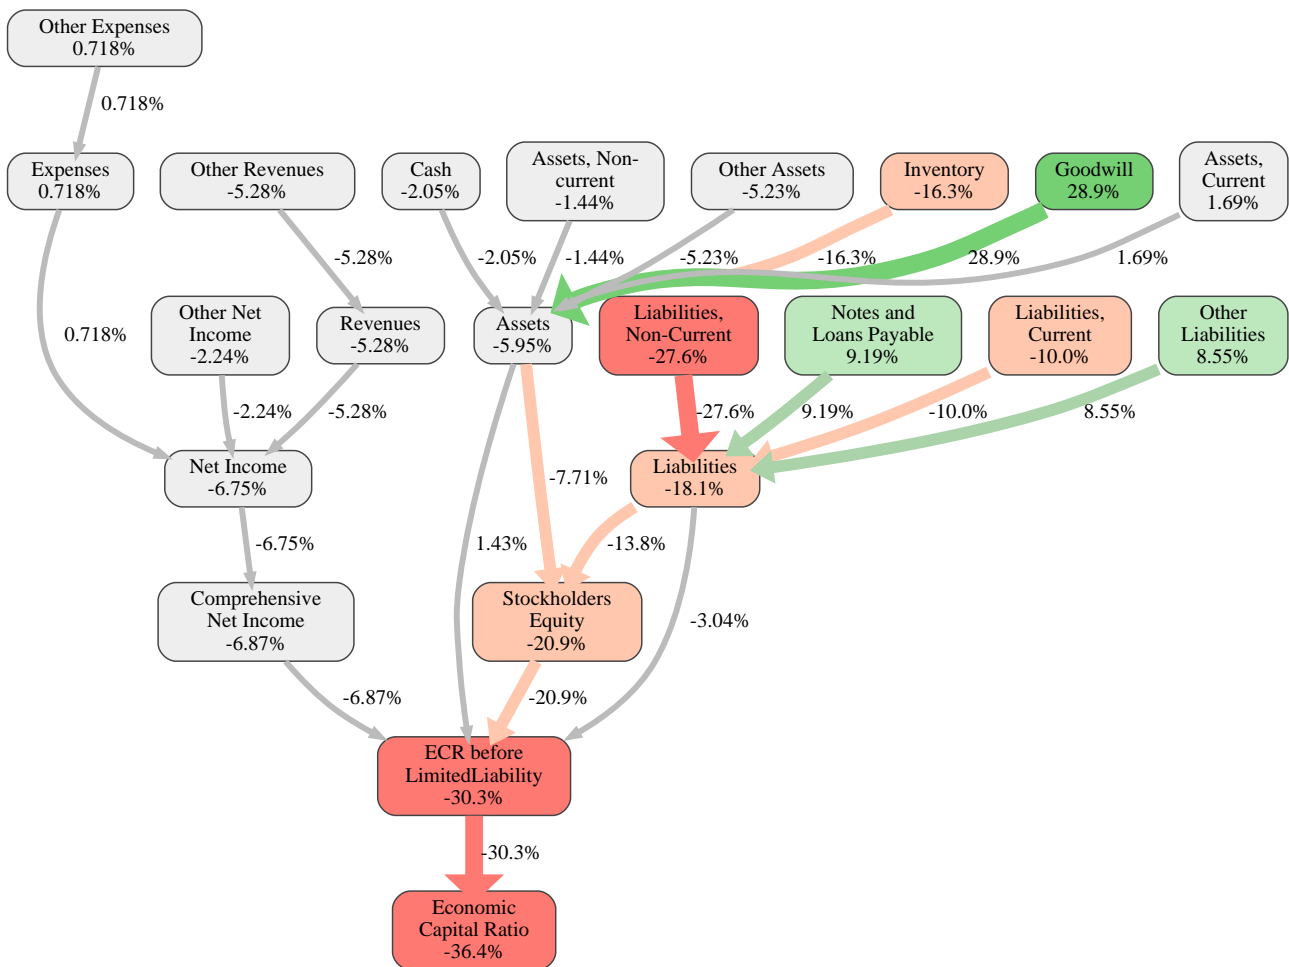 Other Expenses
0.718%
0.718%
Expenses
0.718%
Other Revenues
-5.28%
Cash
-2.05%
Assets, Non-
current
-1.44%
Other Assets
-5.23%
Inventory
-16.3%
Goodwill
28.9%
Assets,
Current
1.69%
-5.28%
-2.05%
-1.44%
-5.23%
-16.3%
28.9%
1.69%
0.718%
Other Net
Income
-2.24%
Revenues
-5.28%
Assets
-5.95%
Liabilities,
Non-Current
-27.6%
Notes and
Loans Payable
9.19%
Liabilities,
Current
-10.0%
Other
Liabilities
8.55%
-2.24%
-5.28%
-27.6%
9.19%
-10.0%
8.55%
Net Income
-6.75%
-7.71%
Liabilities
-18.1%
-6.75%
1.43%
-13.8%
Comprehensive
Net Income
-6.87%
Stockholders
Equity
-20.9%
-3.04%
-6.87%
-20.9%
ECR before
LimitedLiability
-30.3%
-30.3%
Economic
Capital Ratio
-36.4%